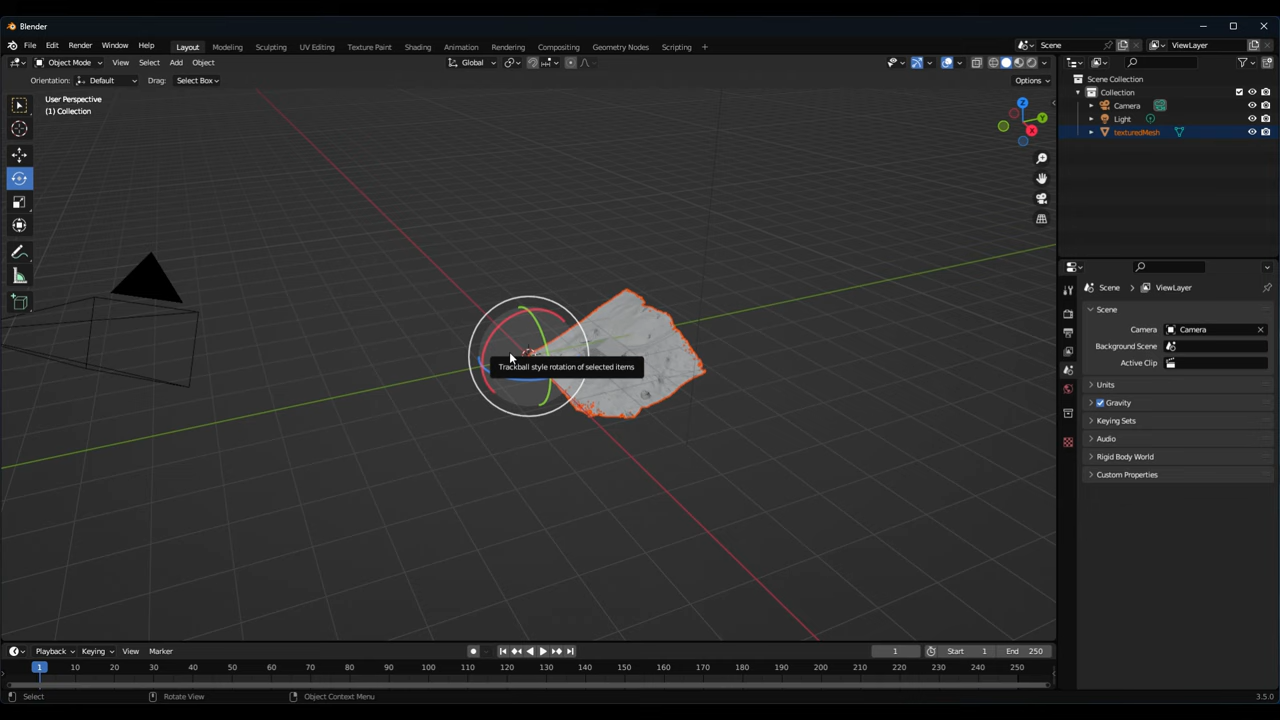 Blender
File Edit Render Window Help Layout Modeling Sculpting UV Editing Texture Paint Shading Animation Rendering Compositing Geometry Nodes Scripting + Scene ViewLayer
Object Mode View Select Add Object Global
Orientation: Default Drag: Select Box Options
User Perspective
(1) Collection
Z
Y
X
Trackball style rotation of selected items
Scene Collection
Collection
Camera
Light
texturedMesh
Scene > ViewLayer
Scene
Camera Camera
Background Scene
Active Clip
Units
Gravity
Keying Sets
Audio
Rigid Body World
Custom Properties
Playback Keying View Marker 1 Start 1 End 250
1 10 20 30 40 50 60 70 80 90 100 110 120 130 140 150 160 170 180 190 200 210 220 230 240 250
Select Rotate View Object Context Menu 3.5.0